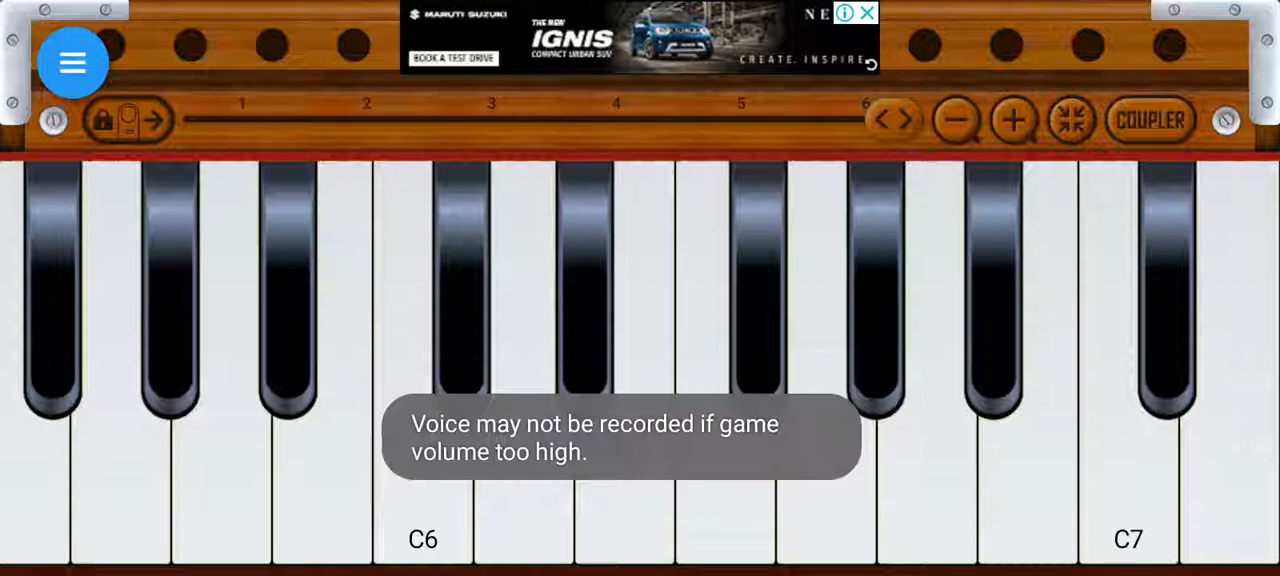 MARUTI SUZUKI
THE NEW
IGNIS
COMPACT URBAN SUV
BOOK A TEST DRIVE
NE
CREATE. INSPIRE
1 2 3 4 5 6
COUPLER
Voice may not be recorded if game
volume too high.
C6 C7